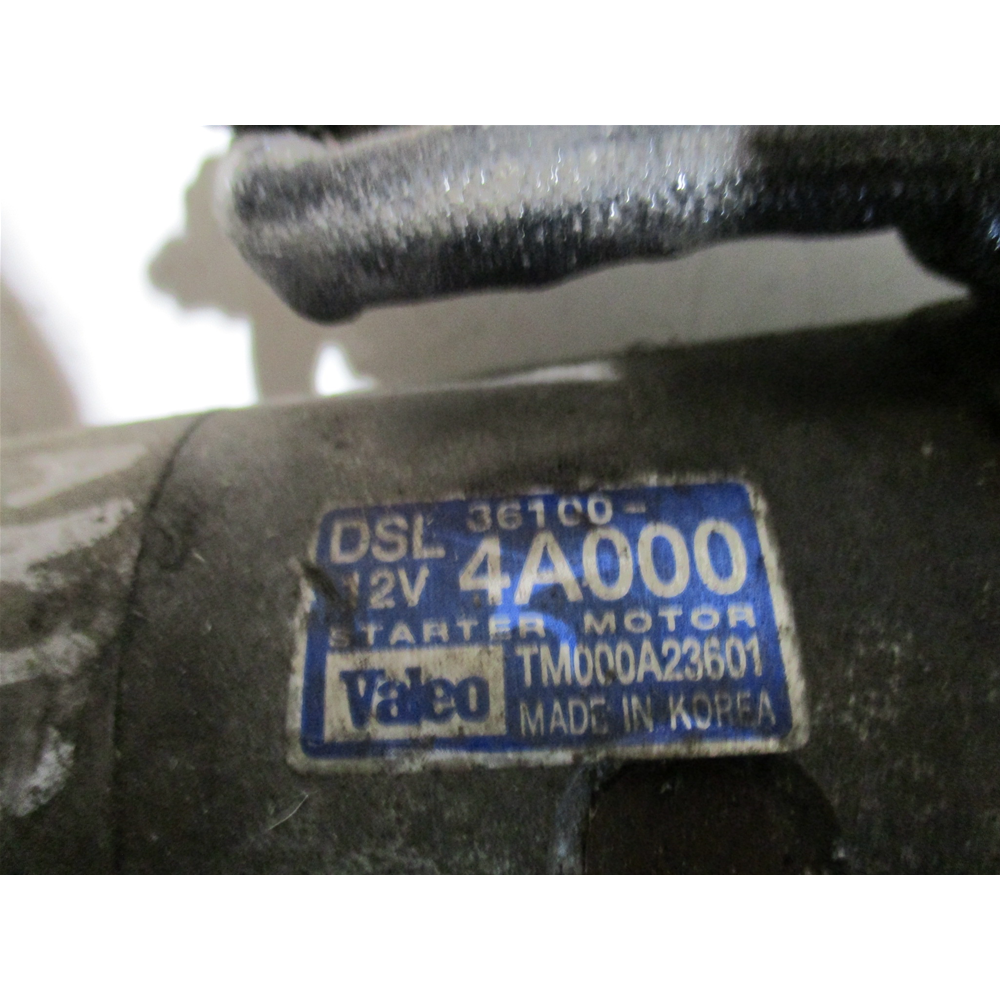 DSL 36100-
12V 4A000
STARTER MOTOR
Valeo TM000A23601
MADE IN KOREA